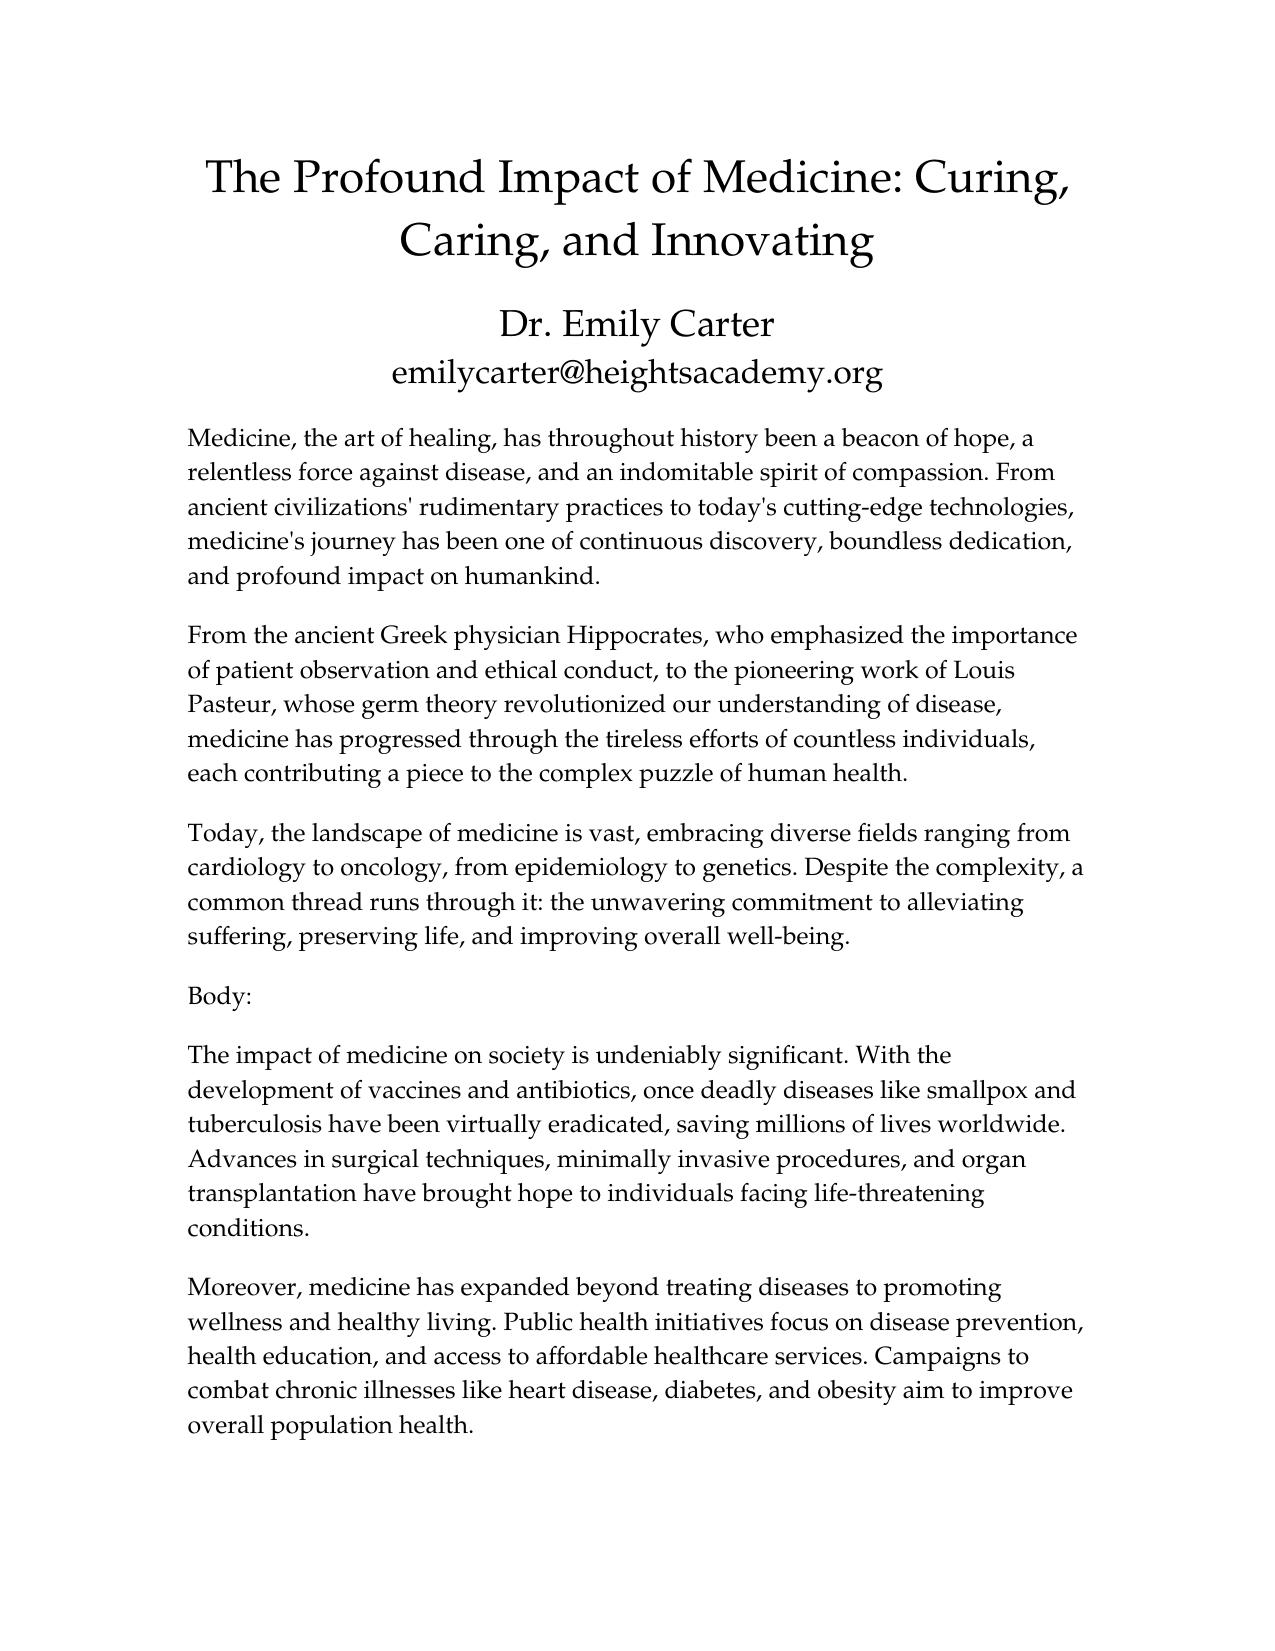 The Profound Impact of Medicine: Curing,
Caring, and Innovating
Dr. Emily Carter
emilycarter@heightsacademy.org
Medicine, the art of healing, has throughout history been a beacon of hope, a
relentless force against disease, and an indomitable spirit of compassion. From
ancient civilizations' rudimentary practices to today's cutting-edge technologies,
medicine's journey has been one of continuous discovery, boundless dedication,
and profound impact on humankind.
From the ancient Greek physician Hippocrates, who emphasized the importance
of patient observation and ethical conduct, to the pioneering work of Louis
Pasteur, whose germ theory revolutionized our understanding of disease,
medicine has progressed through the tireless efforts of countless individuals,
each contributing a piece to the complex puzzle of human health.
Today, the landscape of medicine is vast, embracing diverse fields ranging from
cardiology to oncology, from epidemiology to genetics. Despite the complexity, a
common thread runs through it: the unwavering commitment to alleviating
suffering, preserving life, and improving overall well-being.
Body:
The impact of medicine on society is undeniably significant. With the
development of vaccines and antibiotics, once deadly diseases like smallpox and
tuberculosis have been virtually eradicated, saving millions of lives worldwide.
Advances in surgical techniques, minimally invasive procedures, and organ
transplantation have brought hope to individuals facing life-threatening
conditions.
Moreover, medicine has expanded beyond treating diseases to promoting
wellness and healthy living. Public health initiatives focus on disease prevention,
health education, and access to affordable healthcare services. Campaigns to
combat chronic illnesses like heart disease, diabetes, and obesity aim to improve
overall population health.